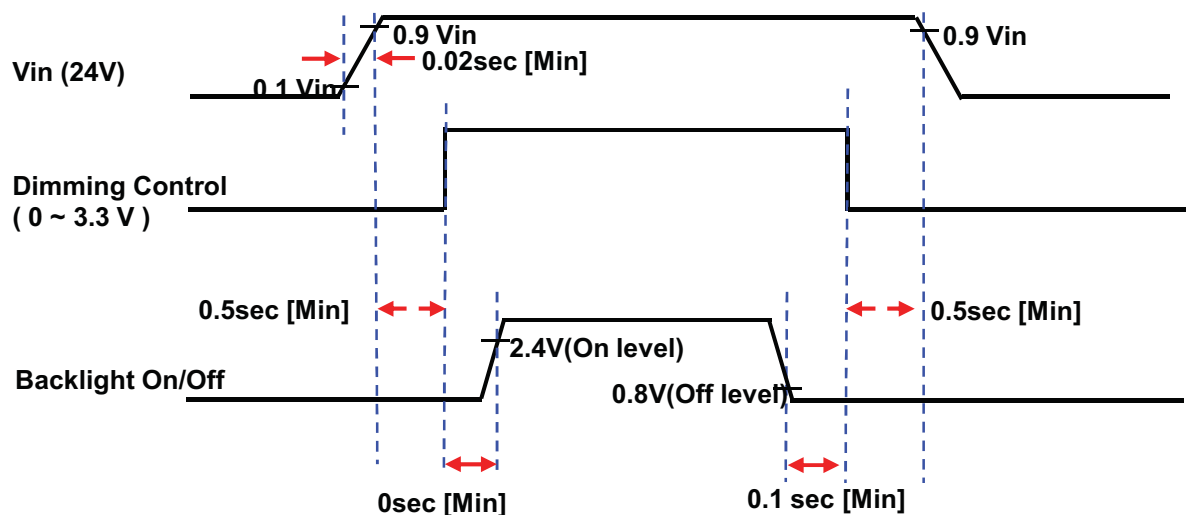 0.9 Vin
0.9 Vin
Vin (24V)
0.02sec [Min]
0.1 Vin
Dimming Control
( 0 ~ 3.3 V )
0.5sec [Min]
0.5sec [Min]
2.4V(On level)
Backlight On/Off
0.8V(Off level)
0sec [Min]
0.1 sec [Min]